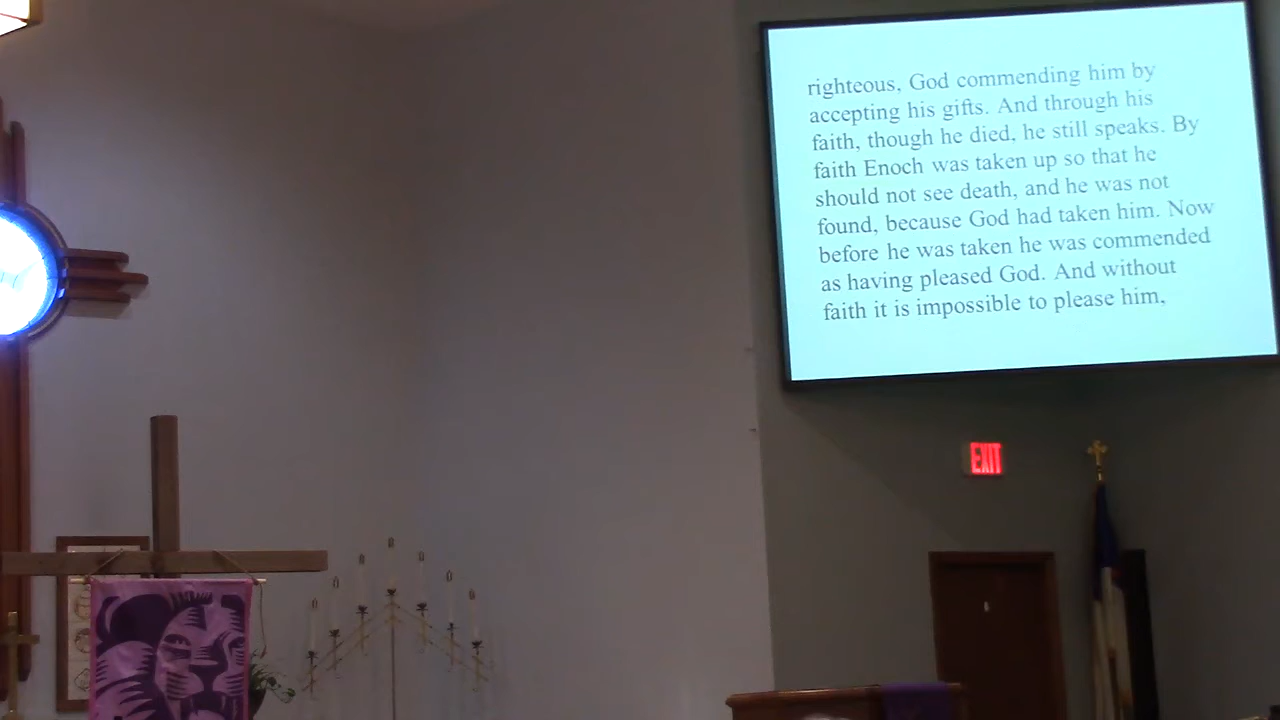 righteous, God commending him by
accepting his gifts. And through his
faith, though he died, he still speaks. By
faith Enoch was taken up so that he
should not see death, and he was not
found, because God had taken him. Now
before he was taken he was commended
as having pleased God. And without
faith it is impossible to please him,
EXIT